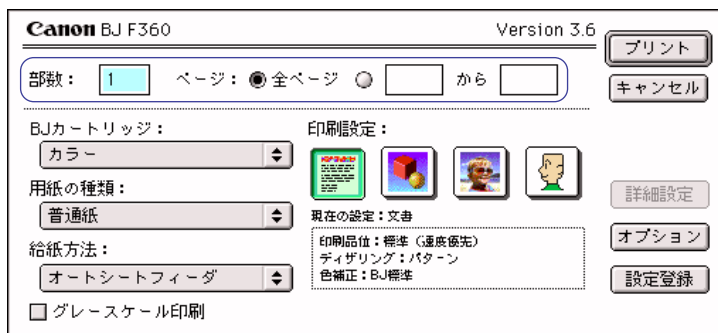 Canon BJ F360
Version 3.6
プリント
部数： 1 ページ： 全ページ から
キャンセル
BJカートリッジ：
カラー
用紙の種類：
普通紙
給紙方法：
オートシートフィーダ
グレースケール印刷
印刷設定：
現在の設定：文書
印刷品位：標準（速度優先）
ディザリング：パターン
色補正：BJ標準
詳細設定
オプション
設定登録